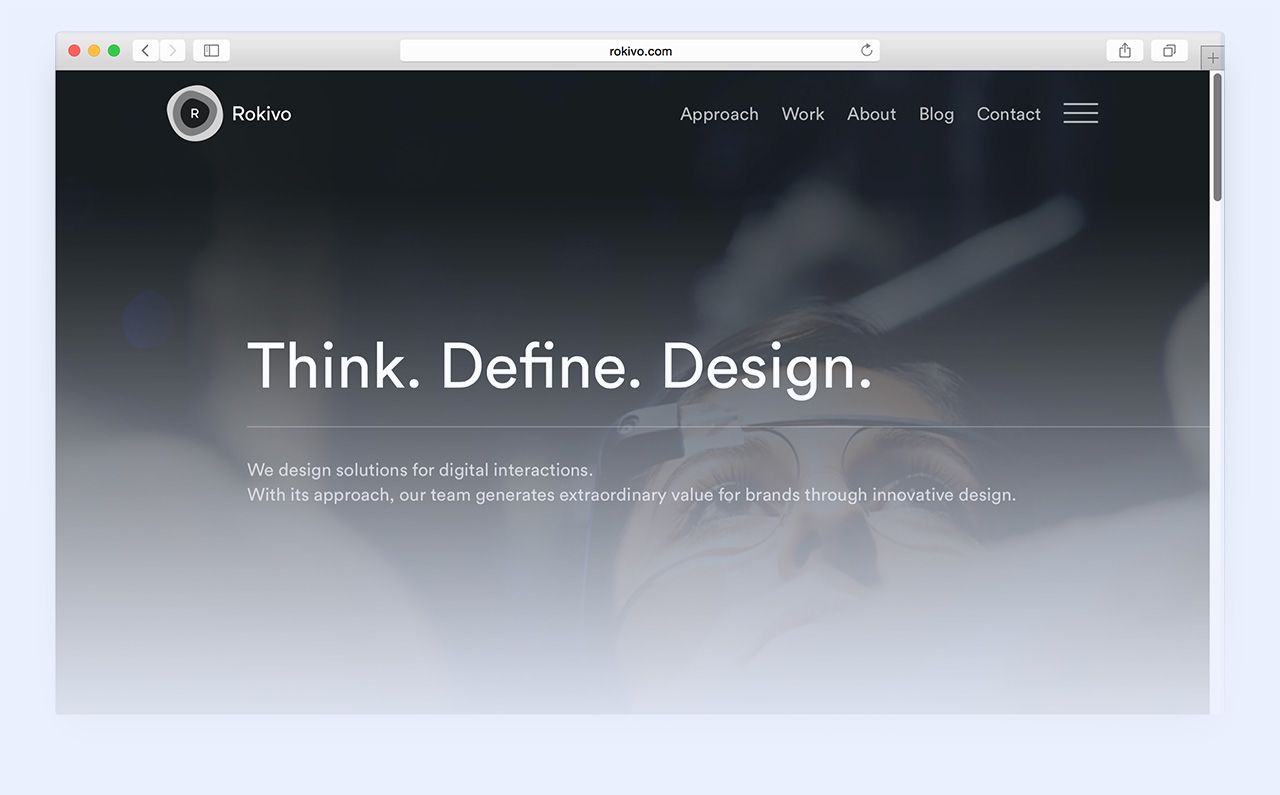 rokivo.com
R
Rokivo
Approach Work About Blog Contact
Think. Define. Design.
We design solutions for digital interactions.
With its approach, our team generates extraordinary value for brands through innovative design.